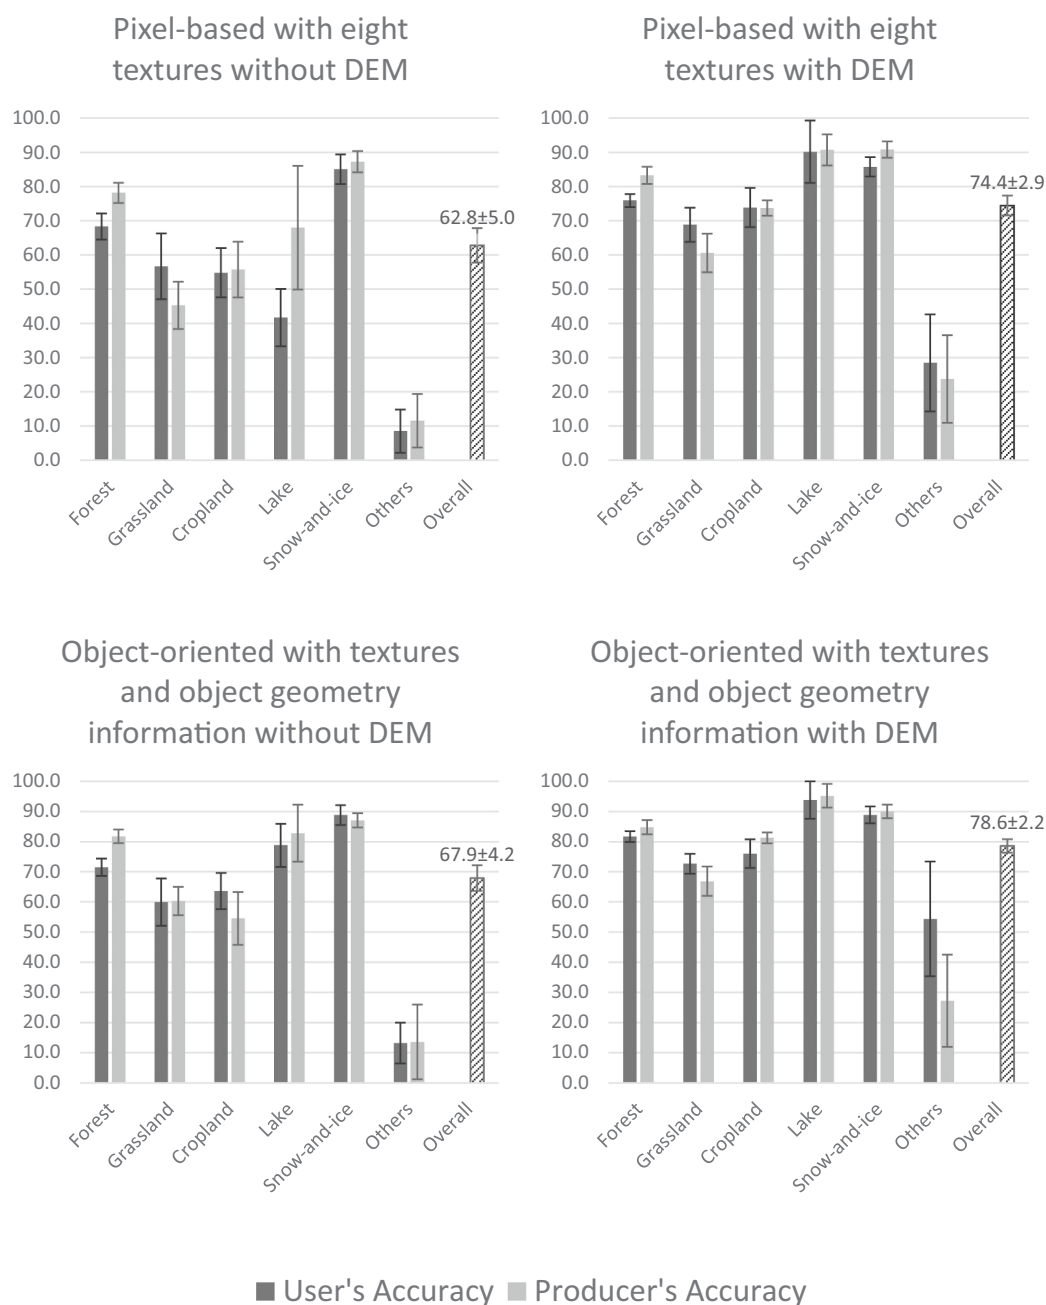 Pixel-based with eight
textures without DEM
100.0
90.0
80.0
70.0
60.0
50.0
40.0
30.0
20.0
10.0
0.0
62.8±5.0
Forest
Grassland
Cropland
Lake
Snow-and-ice
Others
Overall
Pixel-based with eight
textures with DEM
100.0
90.0
80.0
70.0
60.0
50.0
40.0
30.0
20.0
10.0
0.0
74.4±2.9
Forest
Grassland
Cropland
Lake
Snow-and-ice
Others
Overall
Object-oriented with textures
and object geometry
information without DEM
100.0
90.0
80.0
70.0
60.0
50.0
40.0
30.0
20.0
10.0
0.0
67.9±4.2
Forest
Grassland
Cropland
Lake
Snow-and-ice
Others
Overall
Object-oriented with textures
and object geometry
information with DEM
100.0
90.0
80.0
70.0
60.0
50.0
40.0
30.0
20.0
10.0
0.0
78.6±2.2
Forest
Grassland
Cropland
Lake
Snow-and-ice
Others
Overall
User's Accuracy Producer's Accuracy